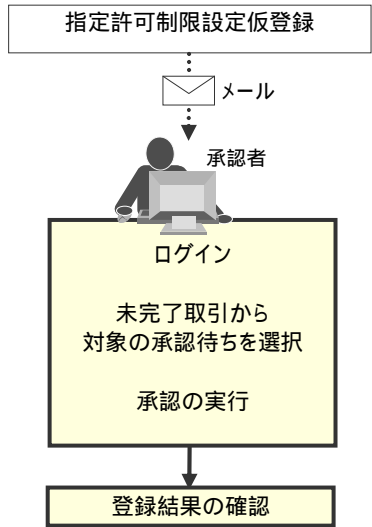 指定許可制限設定仮登録
メール
承認者
ログイン
未完了取引から
対象の承認待ちを選択
承認の実行
登録結果の確認